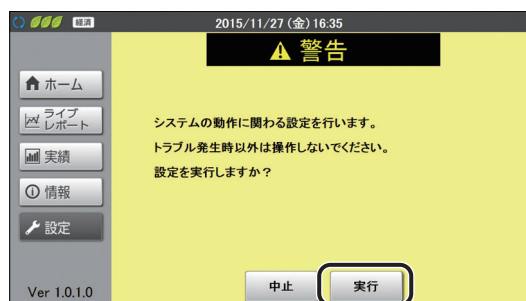 経済
2015/11/27 (金) 16:35
警告
ホーム
ライブ
レポート
実績
情報
設定
システムの動作に関わる設定を行います。
トラブル発生時以外は操作しないでください。
設定を実行しますか？
中止
実行
Ver 1.0.1.0